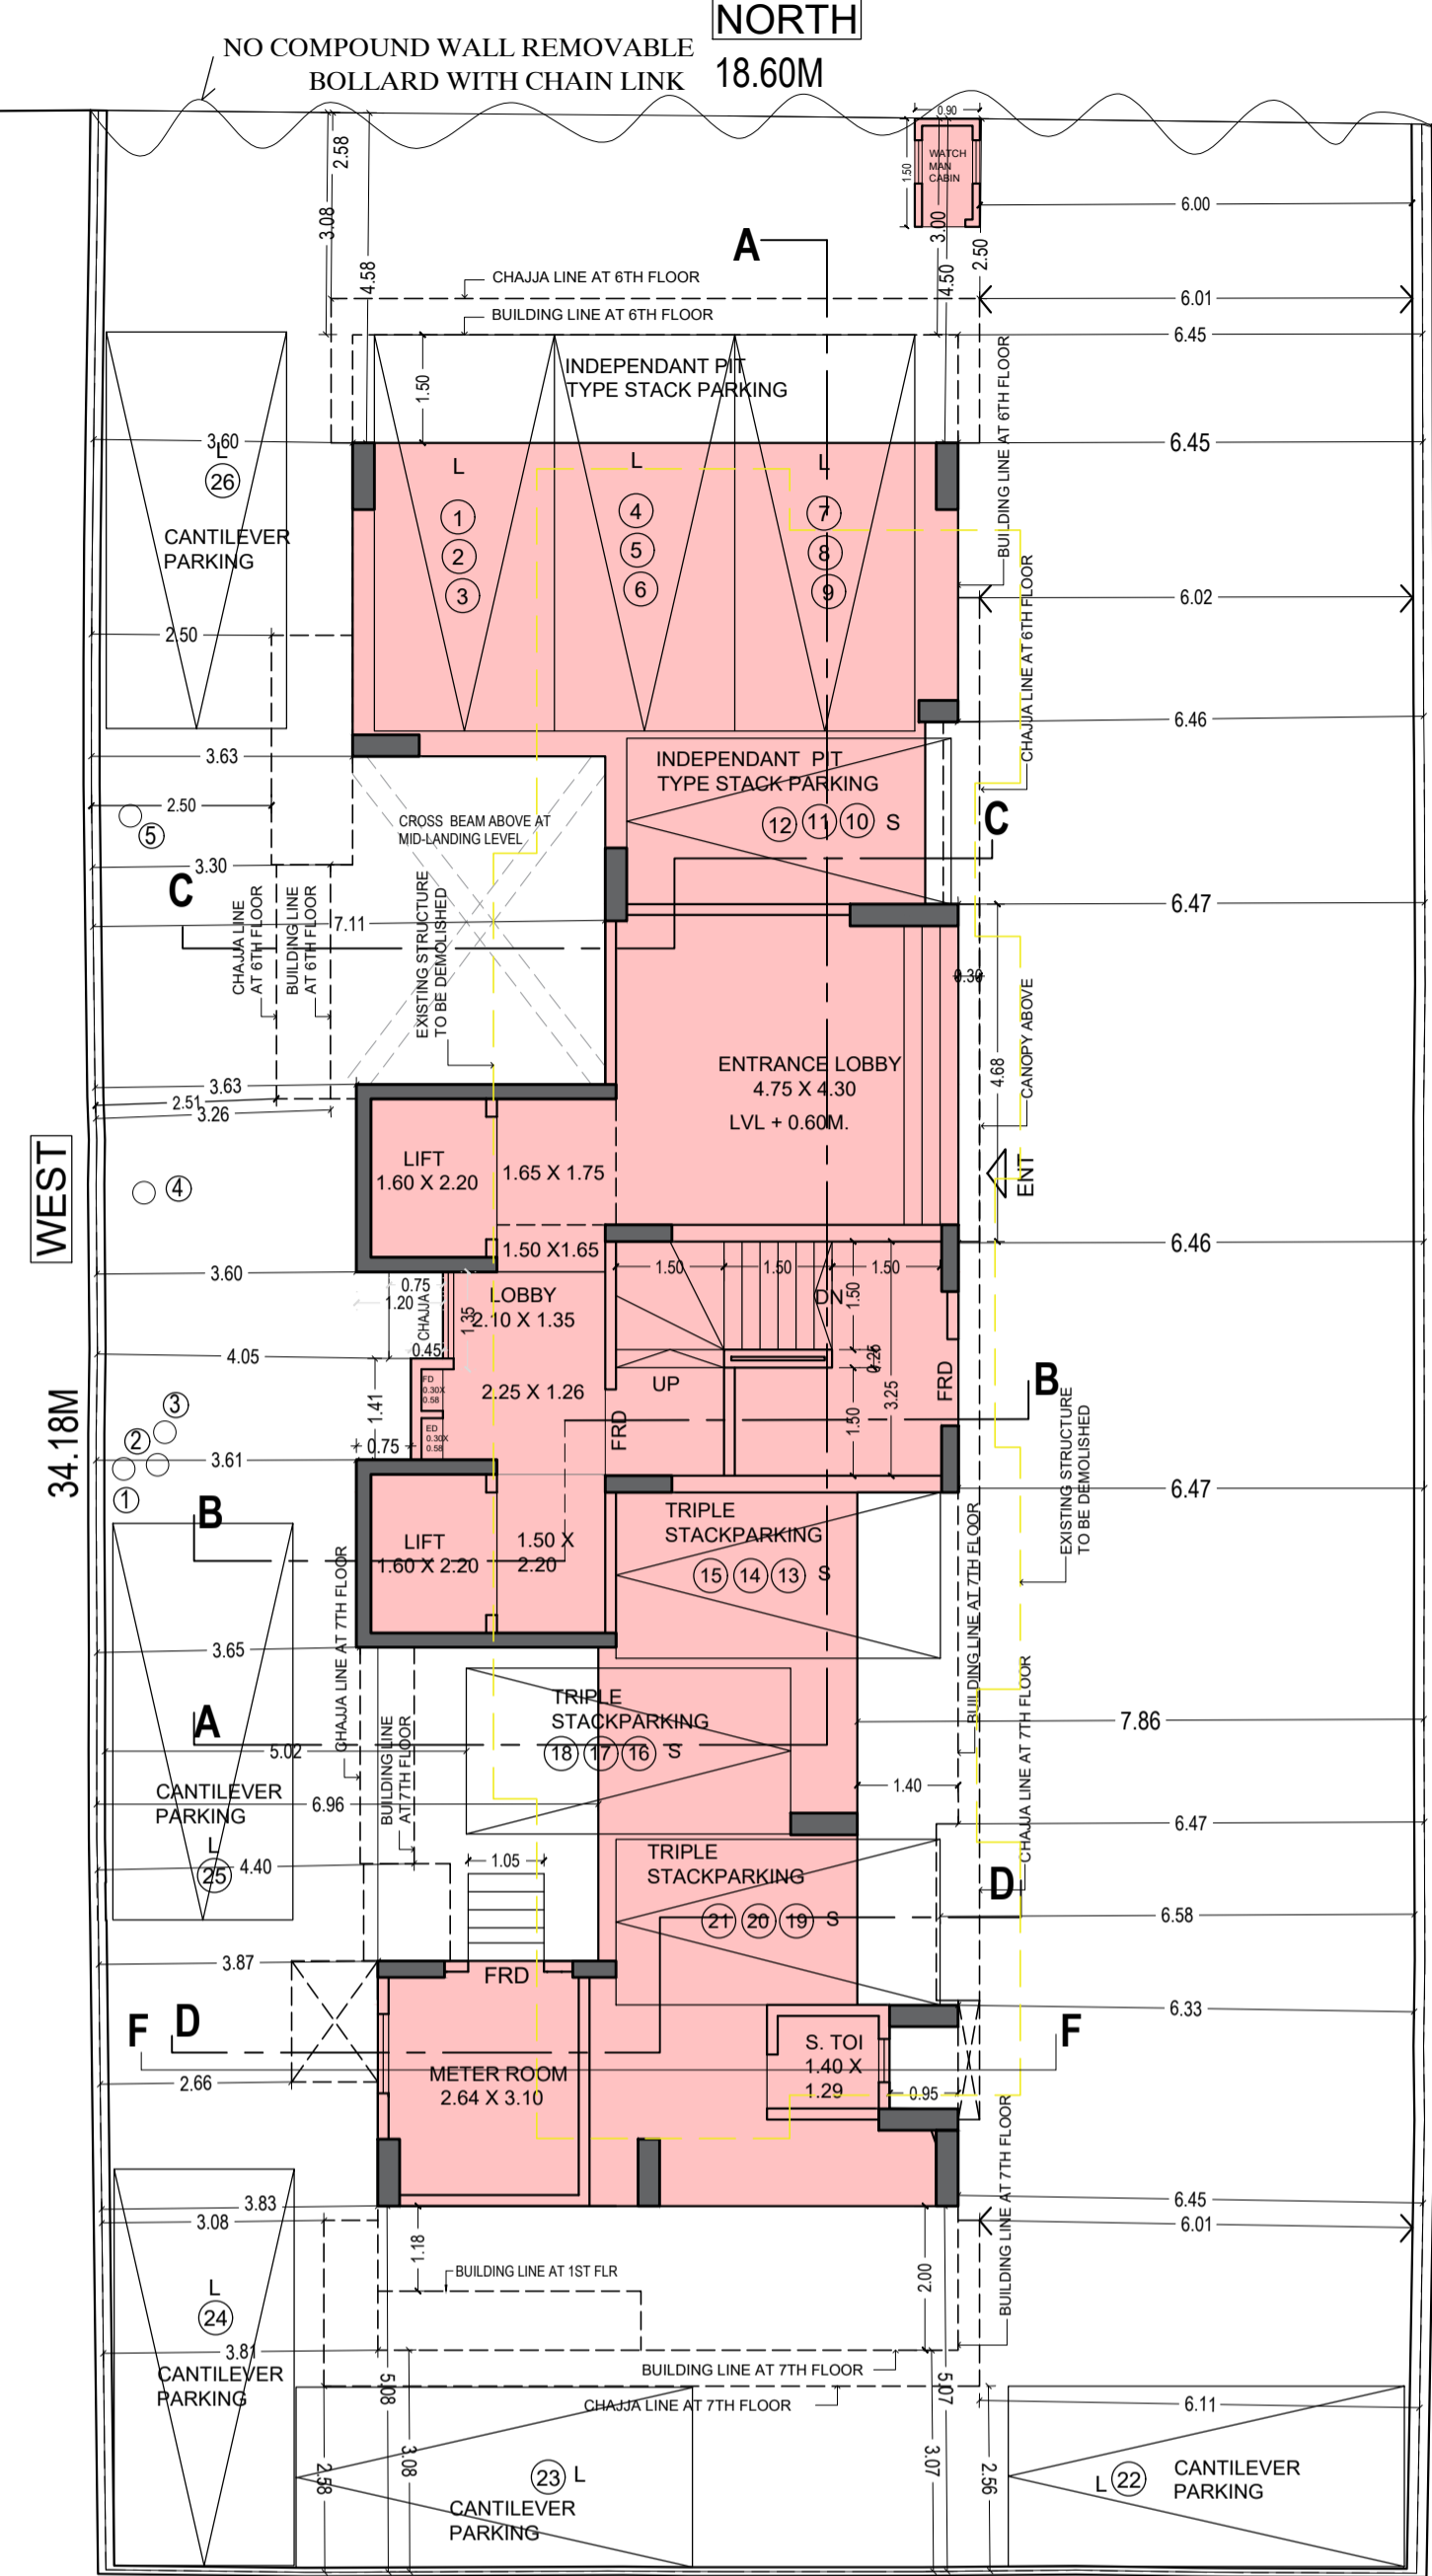 NORTH
NO COMPOUND WALL REMOVABLE
BOLLARD WITH CHAIN LINK
18.60M
0.90
2.58
WATCH
MAN
CABIN
1.50
6.00
3.08
3.00
A
2.50
4.58
CHAJJA LINE AT 6TH FLOOR
4.50
6.01
BUILDING LINE AT 6TH FLOOR
6.45
INDEPENDANT PIT
TYPE STACK PARKING
1.50
BUILDING LINE AT 6TH FLOOR
3.60
6.45
L
26
L
L
L
CANTILEVER
PARKING
1
4
7
2
5
8
3
6
9
CHAJJA LINE AT 6TH FLOOR
6.02
2.50
6.46
3.63
INDEPENDANT PIT
TYPE STACK PARKING
2.50
5
CROSS BEAM ABOVE AT
MID-LANDING LEVEL
12
11
10
S
C
3.30
C
6.47
7.11
CHAJJA LINE
AT 6TH FLOOR
BUILDING LINE
AT 6TH FLOOR
EXISTING STRUCTURE
TO BE DEMOLISHED
0.30
CANOPY ABOVE
ENTRANCE LOBBY
4.75 X 4.30
4.68
3.63
2.51
3.26
LVL + 0.60M.
WEST
LIFT
1.60 X 2.20
1.65 X 1.75
ENT
4
1.50 X1.65
6.46
3.60
1.50
1.50
1.50
0.75
1.20
LOBBY
2.10 X 1.35
CHAJJA
1.35
DN
1.50
0.45
4.05
0.25
34.18M
FD
0.30X
0.58
2.25 X 1.26
UP
FRD
B
3.25
3
1.41
2
ED
0.30X
0.58
FRD
1.50
EXISTING STRUCTURE
TO BE DEMOLISHED
0.75
3.61
6.47
1
B
TRIPLE
STACKPARKING
LIFT
1.60 X 2.20
1.50 X
2.20
15
14
13
S
BUILDING LINE AT 7TH FLOOR
CHAJJA LINE AT 7TH FLOOR
3.65
TRIPLE
STACKPARKING
CHAJJA LINE AT 7TH FLOOR
A
7.86
18
17
16
S
5.02
BUILDING LINE
AT 7TH FLOOR
CANTILEVER
PARKING
1.40
6.96
6.47
L
25
4.40
1.05
TRIPLE
STACKPARKING
D
21
20
19
S
6.58
3.87
FRD
6.33
F
D
F
S. TOI
1.40 X
1.29
METER ROOM
2.64 X 3.10
2.66
0.95
BUILDING LINE AT 7TH FLOOR
3.83
6.45
3.08
6.01
1.18
BUILDING LINE AT 1ST FLR
2.00
L
24
3.81
CANTILEVER
PARKING
BUILDING LINE AT 7TH FLOOR
5.08
5.07
CHAJJA LINE AT 7TH FLOOR
6.11
3.08
2.58
3.07
2.56
23
L
L
22
CANTILEVER
PARKING
CANTILEVER
PARKING